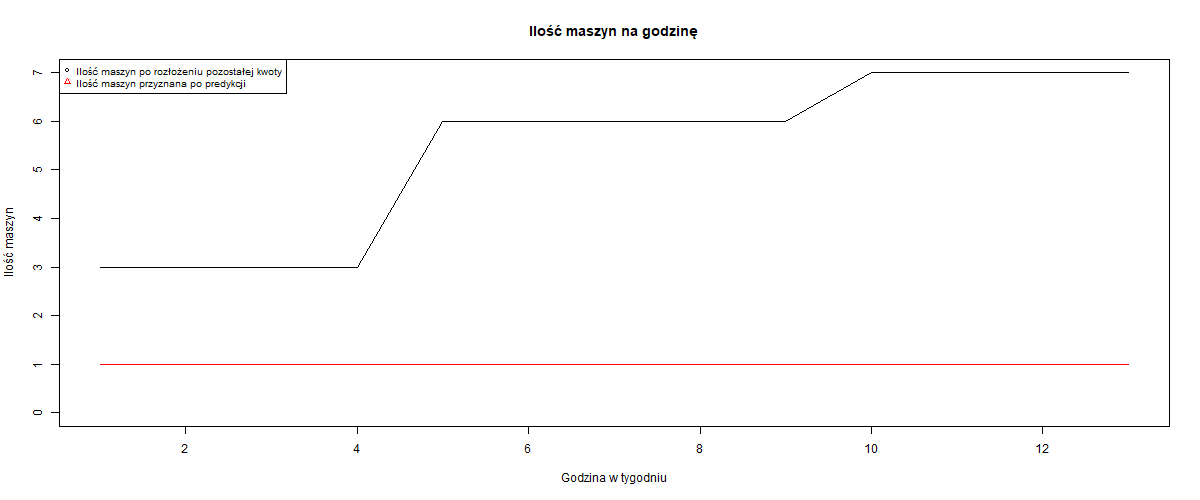 Ilość maszyn na godzinę
Ilość maszyn po rozłożeniu pozostałej kwoty
Ilość maszyn przyznana po predykcji
7
6
5
4
3
2
1
0
Ilość maszyn
2 4 6 8 10 12
Godzina w tygodniu